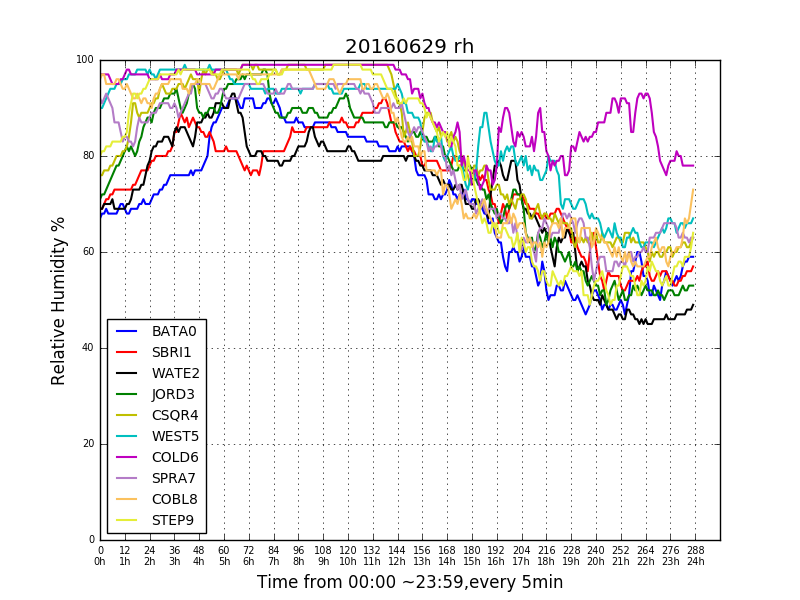 20160629 rh
Relative Humidity %
100
80
60
40
20
0
BATA0
SBRI1
WATE2
JORD3
CSQR4
WEST5
COLD6
SPRA7
COBL8
STEP9
0 12 24 36 48 60 72 84 96 108 120 132 144 156 168 180 192 204 216 228 240 252 264 276 288
0h 1h 2h 3h 4h 5h 6h 7h 8h 9h 10h 11h 12h 13h 14h 15h 16h 17h 18h 19h 20h 21h 22h 23h 24h
Time from 00:00 ~23:59,every 5min